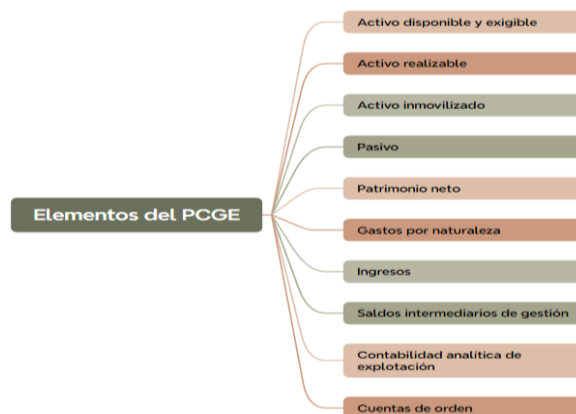 Activo disponible y exigible
Activo realizable
Activo inmovilizado
Pasivo
Elementos del PCGE
Patrimonio neto
Gastos por naturaleza
Ingresos
Saldos intermediarios de gestión
Contabilidad analítica de
explotación
Cuentas de orden